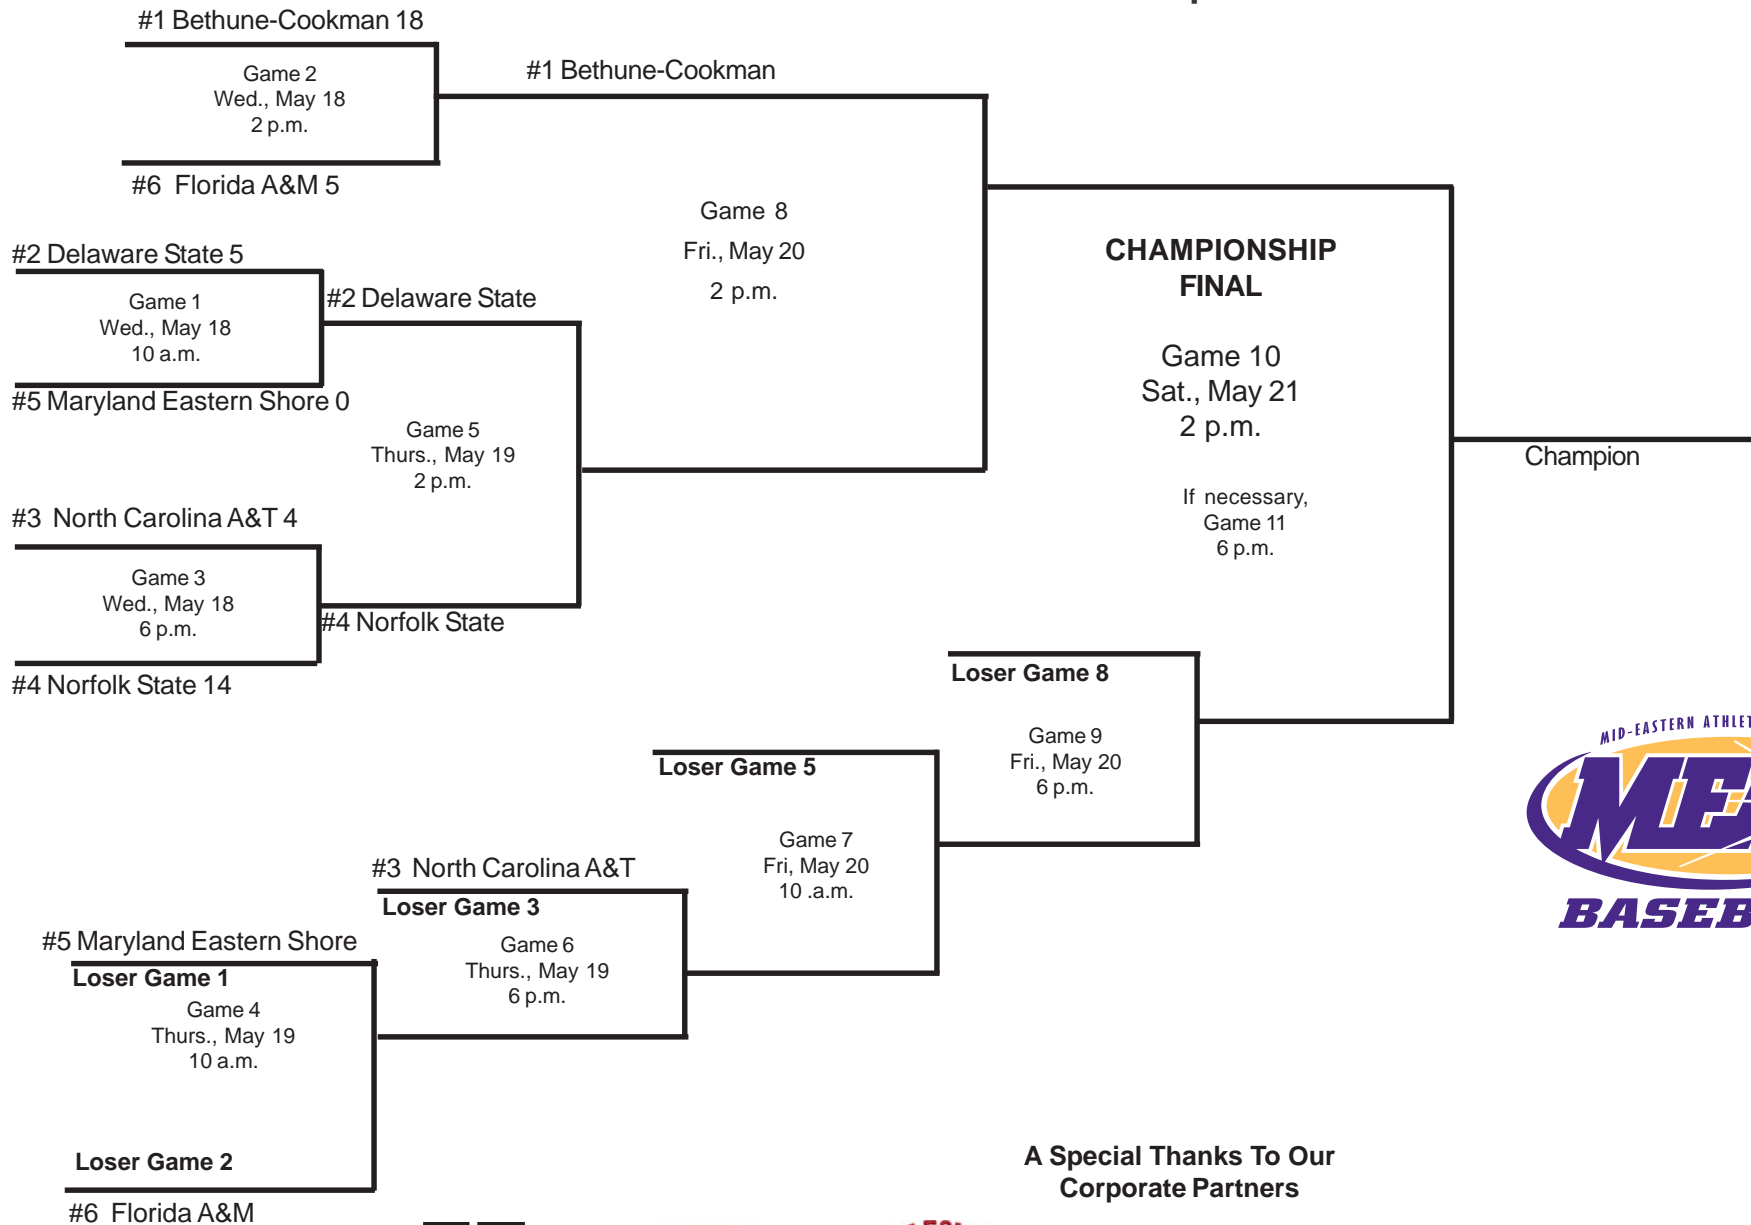 #1 Bethune-Cookman 18
Game 2
Wed., May 18
2 p.m.
#6 Florida A&M 5
#1 Bethune-Cookman
#2 Delaware State 5
Game 1
Wed., May 18
10 a.m.
#5 Maryland Eastern Shore 0
#2 Delaware State
Game 5
Thurs., May 19
2 p.m.
#3 North Carolina A&T 4
Game 3
Wed., May 18
6 p.m.
#4 Norfolk State 14
#4 Norfolk State
Game 8
Fri., May 20
2 p.m.
CHAMPIONSHIP
FINAL
Game 10
Sat., May 21
2 p.m.
If necessary,
Game 11
6 p.m.
Champion
Loser Game 8
Game 9
Fri., May 20
6 p.m.
Loser Game 5
Game 7
Fri, May 20
10 .a.m.
#3 North Carolina A&T
Loser Game 3
Game 6
Thurs., May 19
6 p.m.
#5 Maryland Eastern Shore
Loser Game 1
Game 4
Thurs., May 19
10 a.m.
Loser Game 2
#6 Florida A&M
MID-EASTERN
A Special Thanks To Our
Corporate Partners